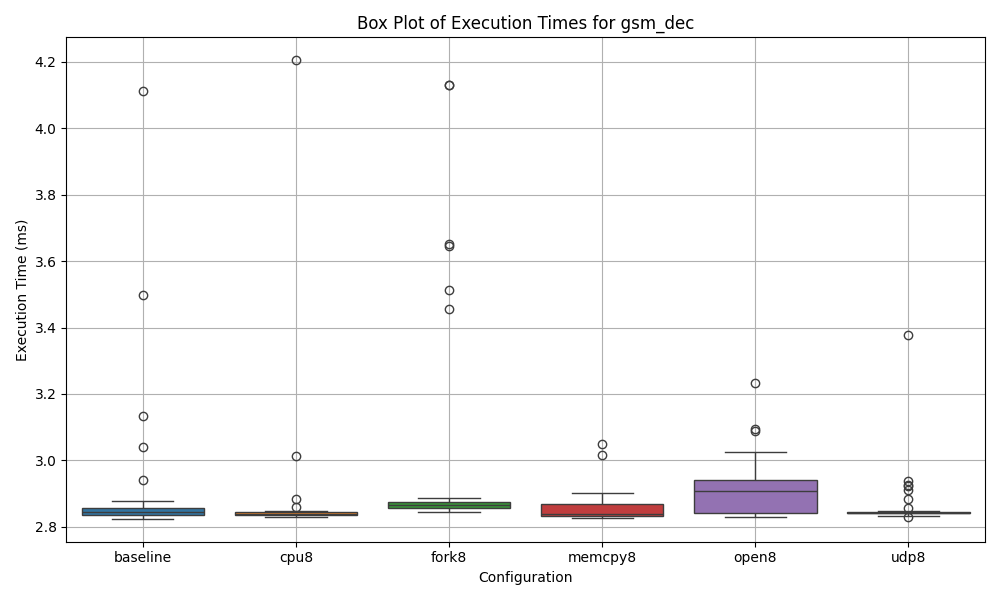 Box Plot of Execution Times for gsm_dec
Execution Time (ms)
4.2
4.0
3.8
3.6
3.4
3.2
3.0
2.8
baseline cpu8 fork8 memcpy8 open8 udp8
Configuration